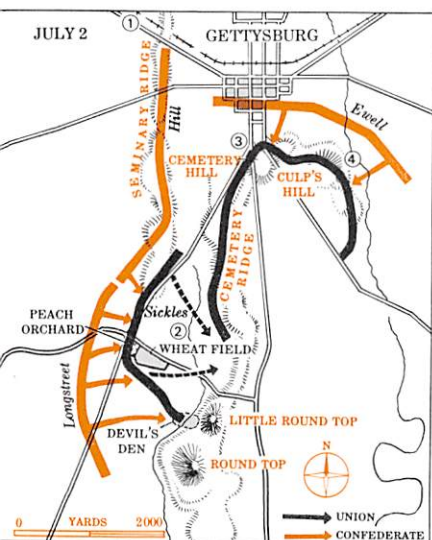 JULY 2
①
GETTYSBURG
SEMINARY RIDGE
Hill
Ewell
③
④
CEMETERY
HILL
CULP'S
HILL
CEMETERY
RIDGE
PEACH
ORCHARD
Sickles
②
WHEAT FIELD
Longstreet
DEVIL'S
DEN
LITTLE ROUND TOP
ROUND TOP
N
0 YARDS 2000
UNION
CONFEDERATE